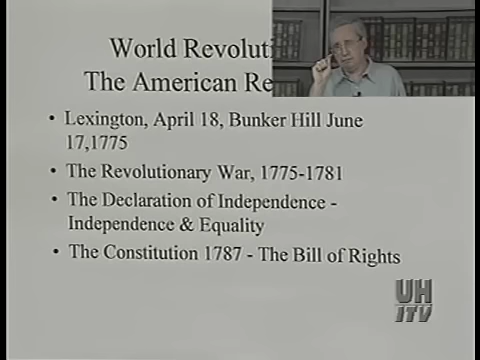 World Revoluti
The American Re
• Lexington, April 18, Bunker Hill June
17,1775
• The Revolutionary War, 1775-1781
• The Declaration of Independence -
Independence & Equality
• The Constitution 1787 - The Bill of Rights
UH
ITV